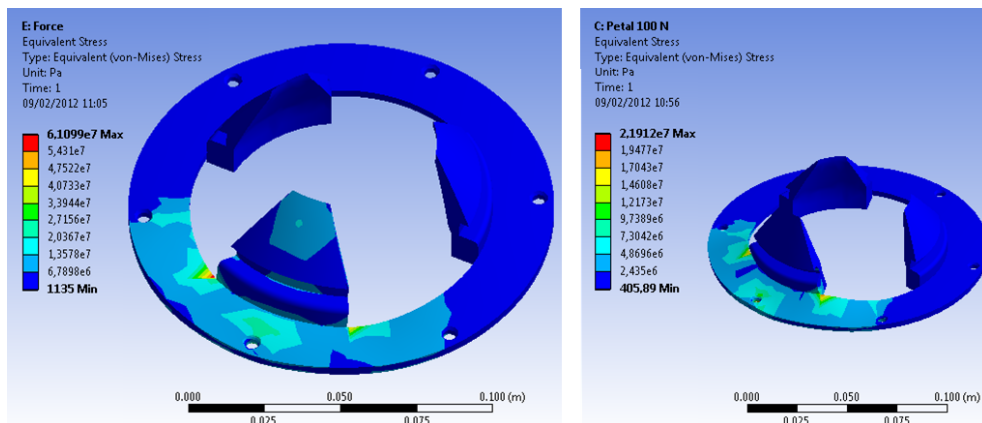 E: Force
Equivalent Stress
Type: Equivalent (von-Mises) Stress
Unit: Pa
Time: 1
09/02/2012 11:05
6,1099e7 Max
5,431e7
4,7522e7
4,0733e7
3,3944e7
2,7156e7
2,0367e7
1,3578e7
6,7898e6
1135 Min
0.000 0.050 0.100 (m)
0.025 0.075
C: Petal 100 N
Equivalent Stress
Type: Equivalent (von-Mises) Stress
Unit: Pa
Time: 1
09/02/2012 10:56
2,1912e7 Max
1,9477e7
1,7043e7
1,4608e7
1,2173e7
9,7389e6
7,3042e6
4,8696e6
2,435e6
405,89 Min
0.000 0.050 0.100 (m)
0.025 0.075